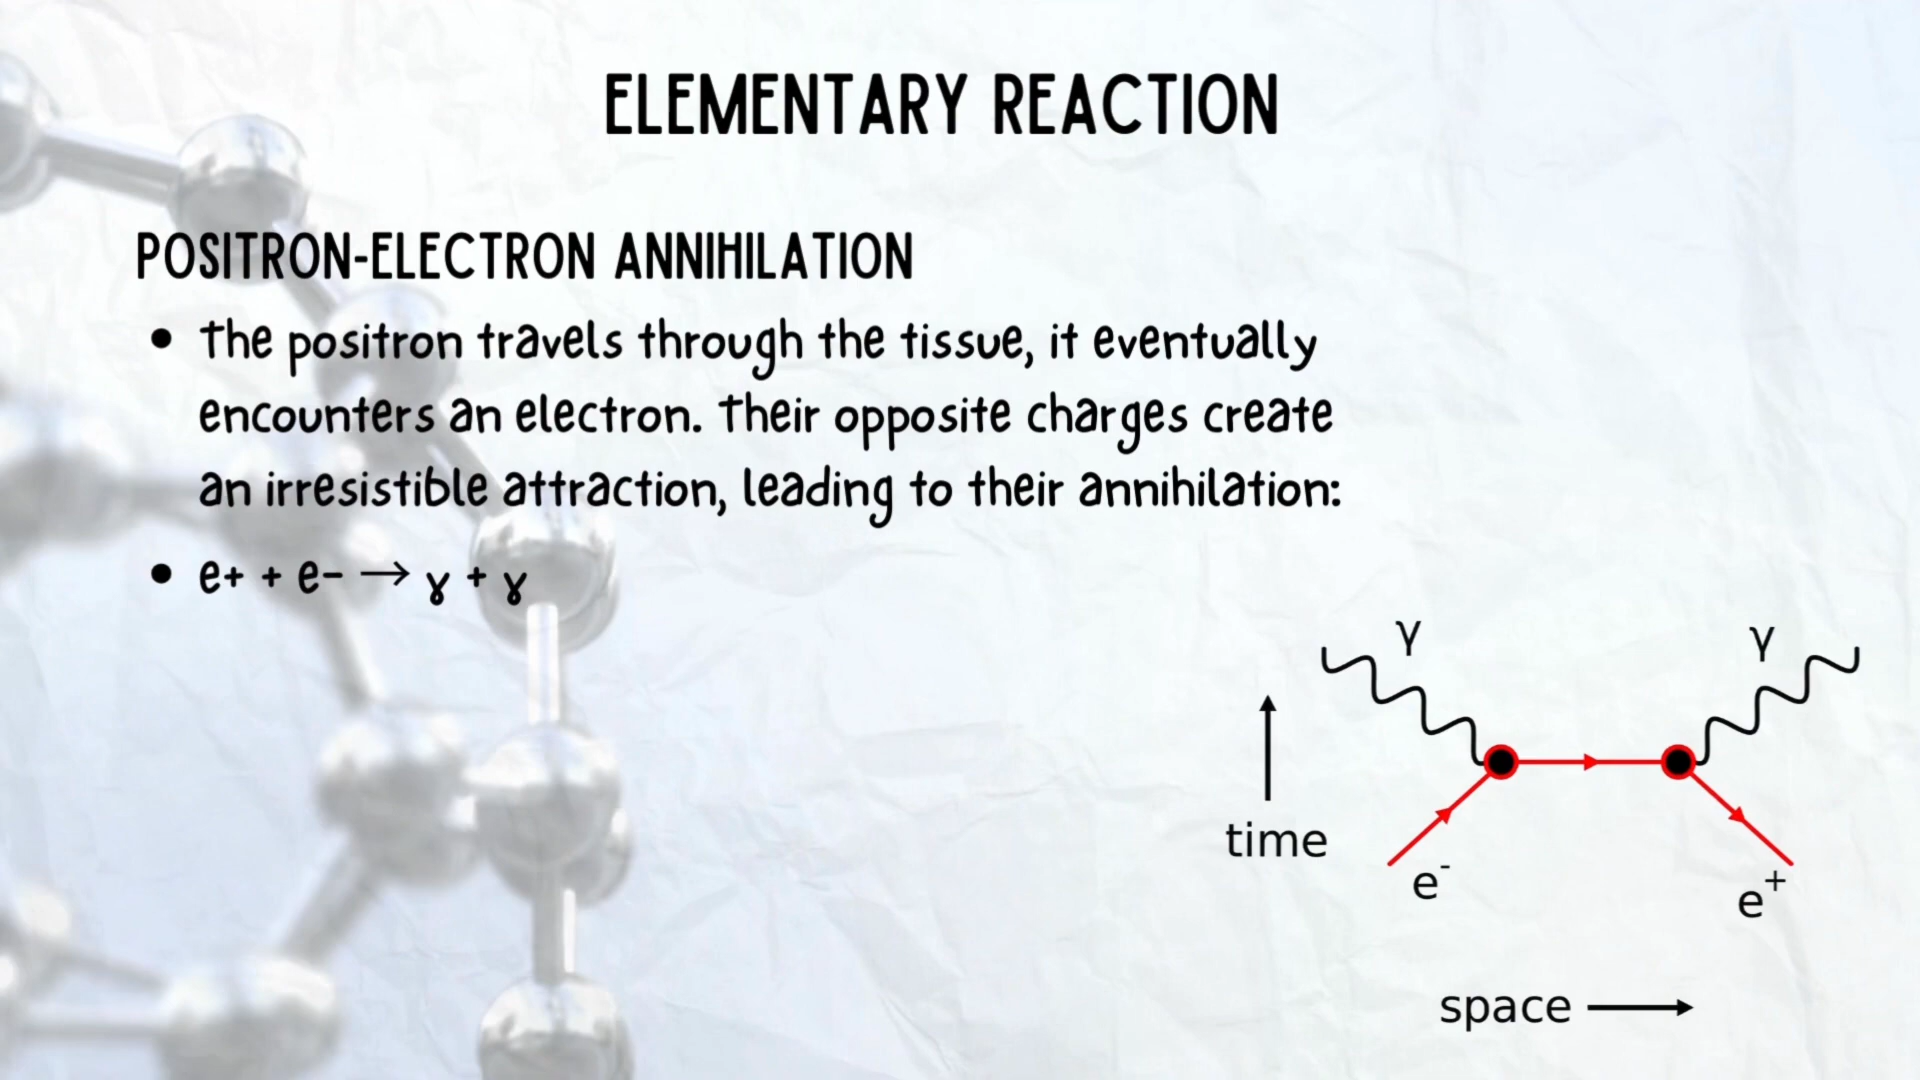 ELEMENTARY REACTION
POSITRON-ELECTRON ANNIHILATION
• The positron travels through the tissue, it eventually
encounters an electron. Their opposite charges create
an irresistible attraction, leading to their annihilation:
• e+ + e- → γ + γ
γ γ
time
e-
e+
space